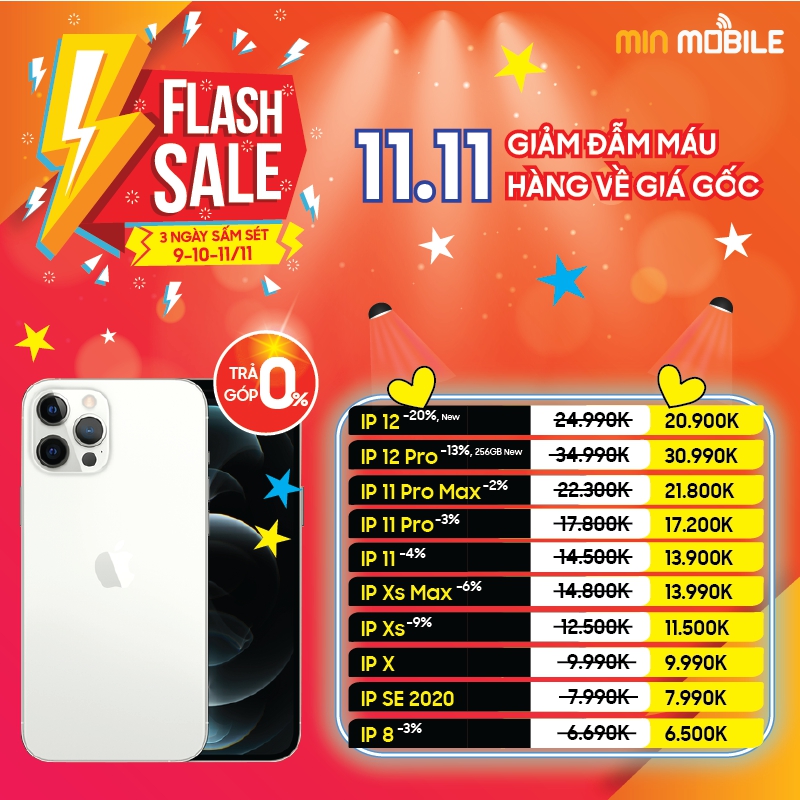 MIN MOBILE
FLASH
SALE
3 NGÀY SẤM SÉT
9-10-11/11
11.11
GIẢM ĐẪM MÁU
HÀNG VỀ GIÁ GỐC
TRẢ
GÓP 0%
IP 12 -20%, New 24.990K 20.900K
IP 12 Pro -13%, 256GB New 34.990K 30.990K
IP 11 Pro Max -2% 22.300K 21.800K
IP 11 Pro -3% 17.800K 17.200K
IP 11 -4% 14.500K 13.900K
IP Xs Max -6% 14.800K 13.990K
IP Xs -9% 12.500K 11.500K
IP X 9.990K 9.990K
IP SE 2020 7.990K 7.990K
IP 8 -3% 6.690K 6.500K